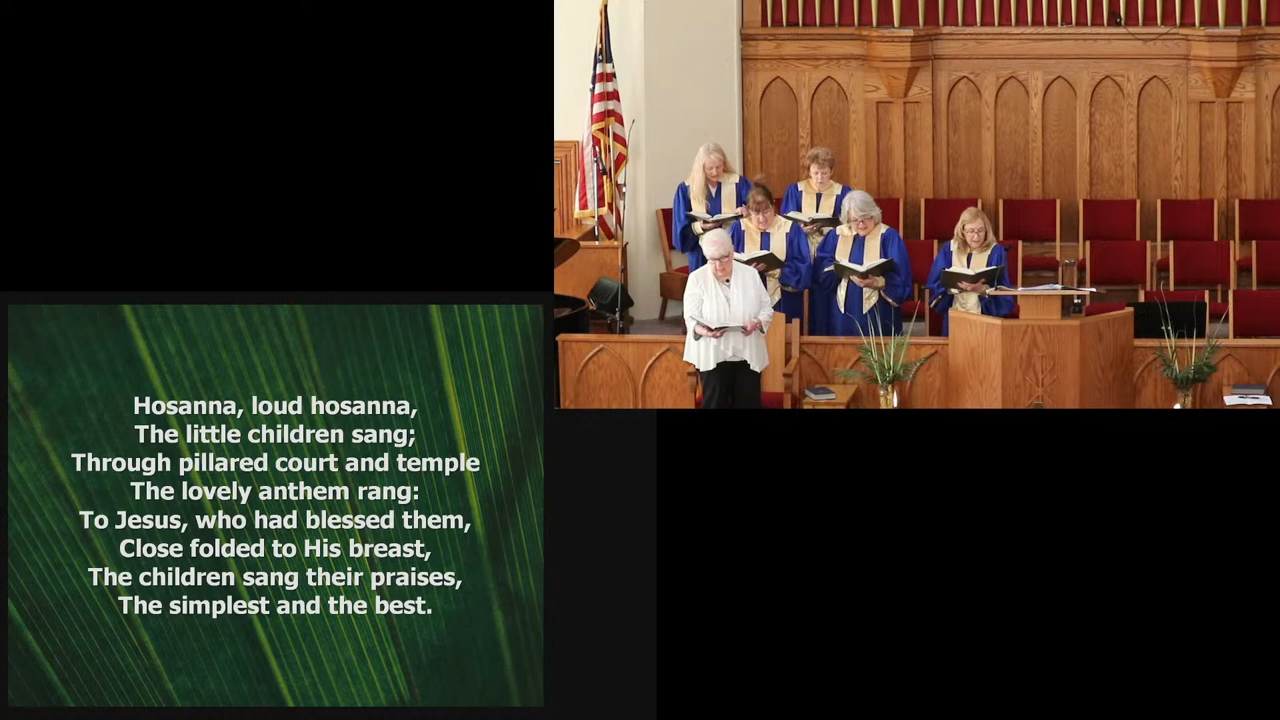 Hosanna, loud hosanna,
The little children sang;
Through pillared court and temple
The lovely anthem rang:
To Jesus, who had blessed them,
Close folded to His breast,
The children sang their praises,
The simplest and the best.